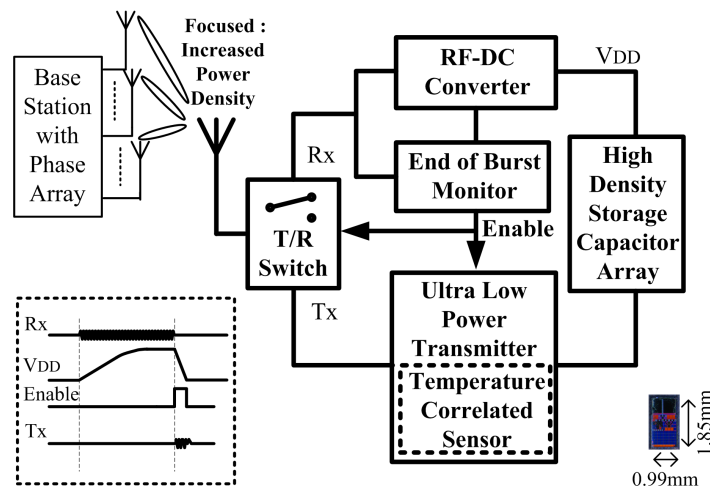 Base
Station
with
Phase
Array
Focused :
Increased
Power
Density
RF-DC
Converter
VDD
Rx
End of Burst
Monitor
High
Density
Storage
Capacitor
Array
T/R
Switch
Enable
Tx
Ultra Low
Power
Transmitter
Temperature
Correlated
Sensor
Rx
VDD
Enable
Tx
1.85mm
0.99mm